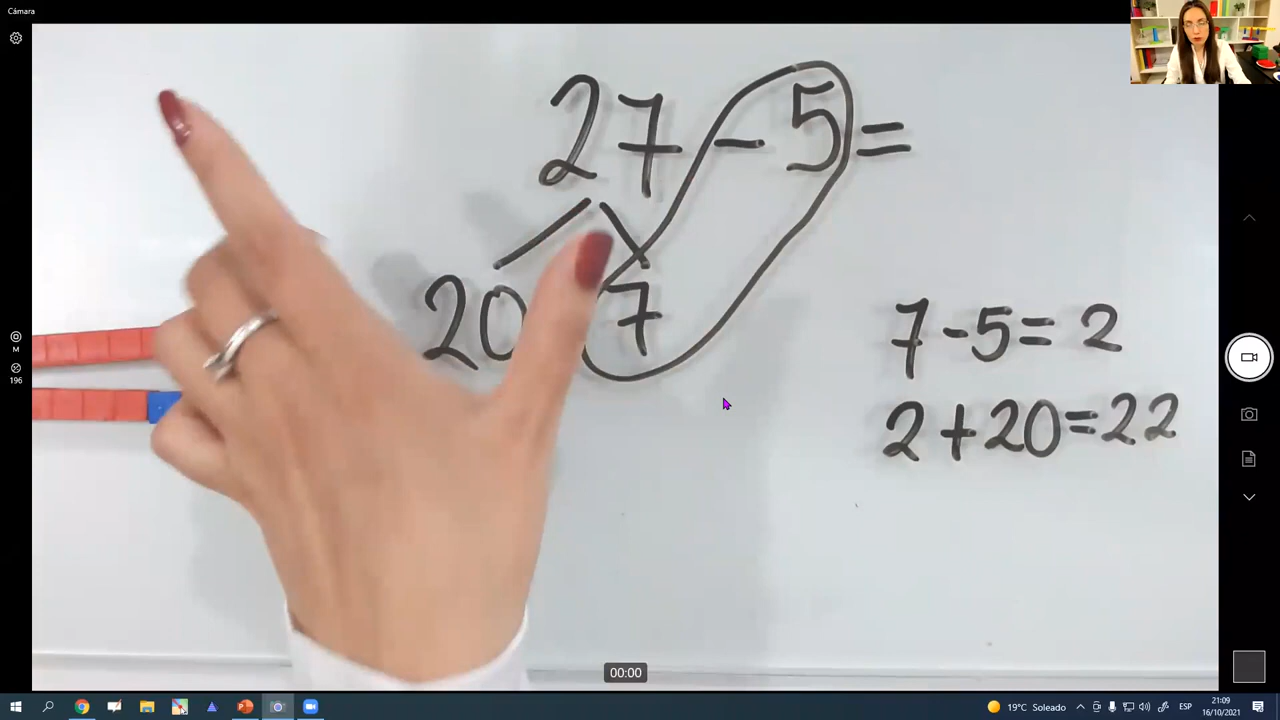 Cámara
27 - 5 =
20 7
7 - 5 = 2
2 + 20 = 22
M
196
00:00
19°C Soleado
ESP
21:09
16/10/2021